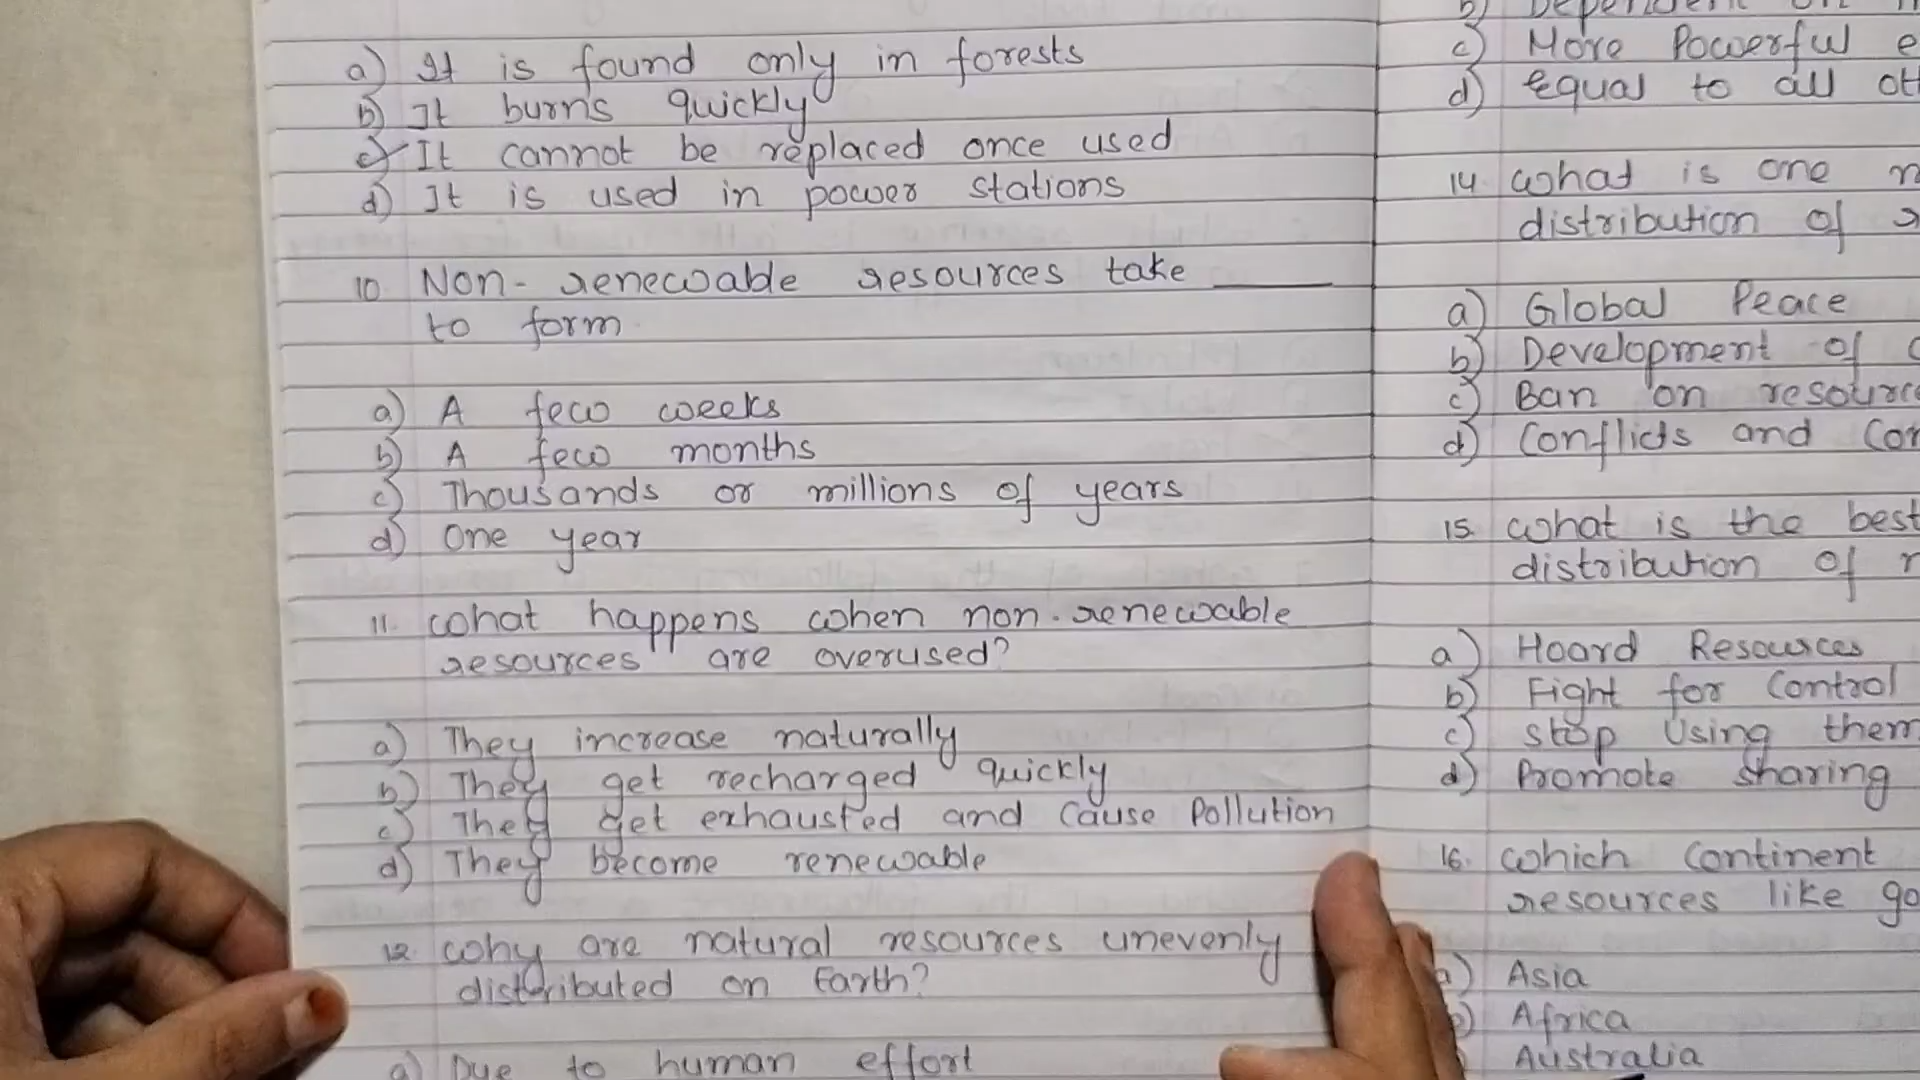 a) It is found only in forests
b) It burns quickly
c) It cannot be replaced once used
d) It is used in power stations
10. Non-renewable resources take ______
to form.
a) A few weeks
b) A few months
c) Thousands or millions of years
d) One year
11. What happens when non-renewable
resources are overused?
a) They increase naturally
b) They get recharged quickly
c) They get exhausted and cause Pollution
d) They become renewable
12. Why are natural resources unevenly
distributed on Earth?
a) Due to human effort
b) Dependent on
c) More Powerful
d) equal to all
14. What is one
distribution of
a) Global Peace
b) Development of
c) Ban on
d) Conflicts and
15. What is the best
distribution of
a) Hoard Resources
b) Fight for Control
c) Stop Using them
d) Promote sharing
16. Which Continent
resources like
a) Asia
b) Africa
Australia